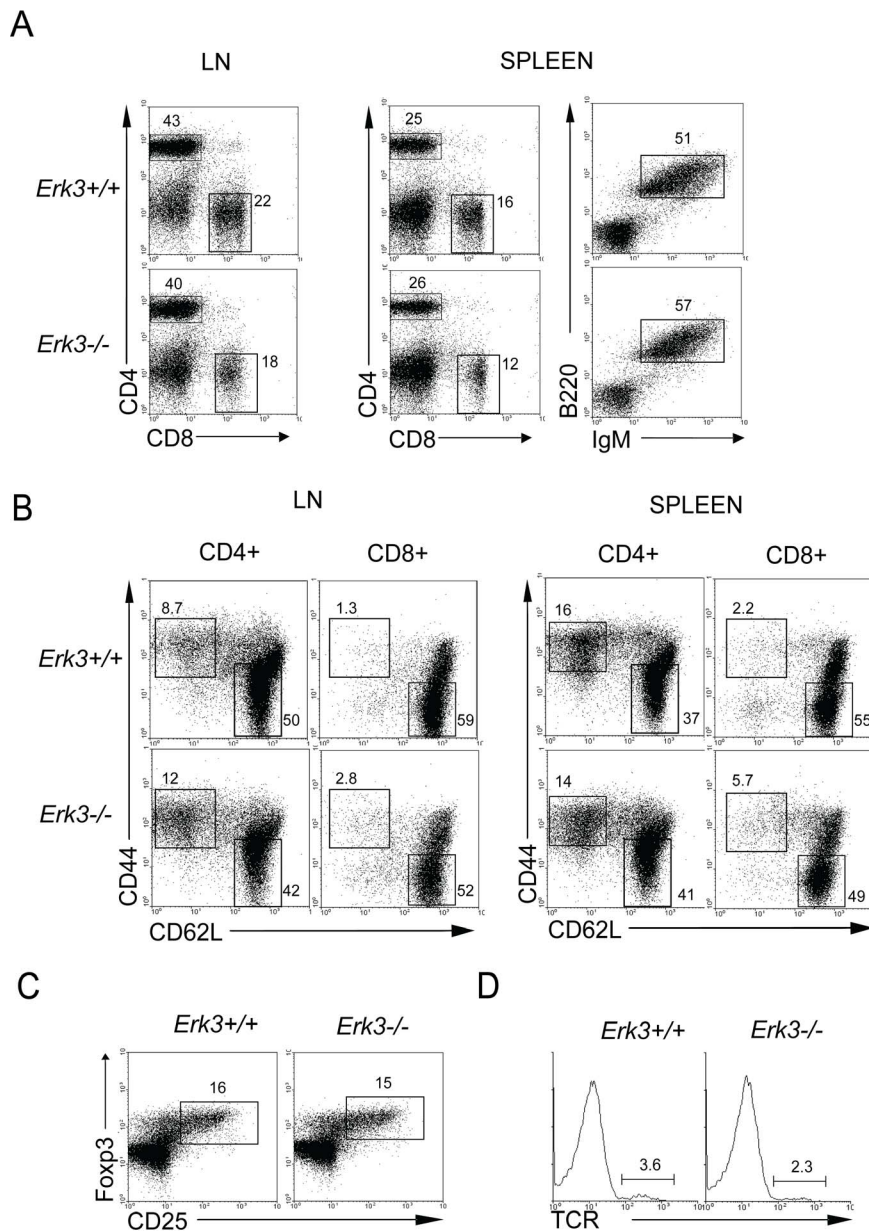 A
LN
SPLEEN
43
22
25
16
51
Erk3+/+
40
18
26
12
57
Erk3-/-
CD4
CD8
CD4
CD8
B220
IgM
B
LN
SPLEEN
CD4+
CD8+
CD4+
CD8+
8.7
50
1.3
59
16
37
2.2
55
Erk3+/+
12
42
2.8
52
14
41
5.7
49
Erk3-/-
CD44
CD62L
CD44
CD62L
C
D
Erk3+/+
Erk3-/-
Erk3+/+
Erk3-/-
16
15
3.6
2.3
Foxp3
CD25
TCR